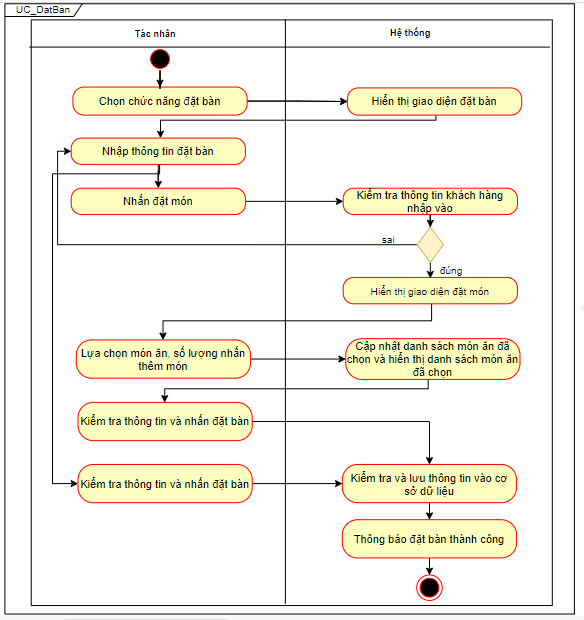 UC_DatBan
Tác nhân
Hệ thống
Chọn chức năng đặt bàn
Hiển thị giao diện đặt bàn
Nhập thông tin đặt bàn
Nhấn đặt món
Kiểm tra thông tin khách hàng
nhập vào
sai
đúng
Hiển thị giao diện đặt món
Lựa chọn món ăn, số lượng nhấn
thêm món
Cập nhật danh sách món ăn đã
chọn và hiển thị danh sách món ăn
đã chọn
Kiểm tra thông tin và nhấn đặt bàn
Kiểm tra thông tin và nhấn đặt bàn
Kiểm tra và lưu thông tin vào cơ
sở dữ liệu
Thông báo đặt bàn thành công